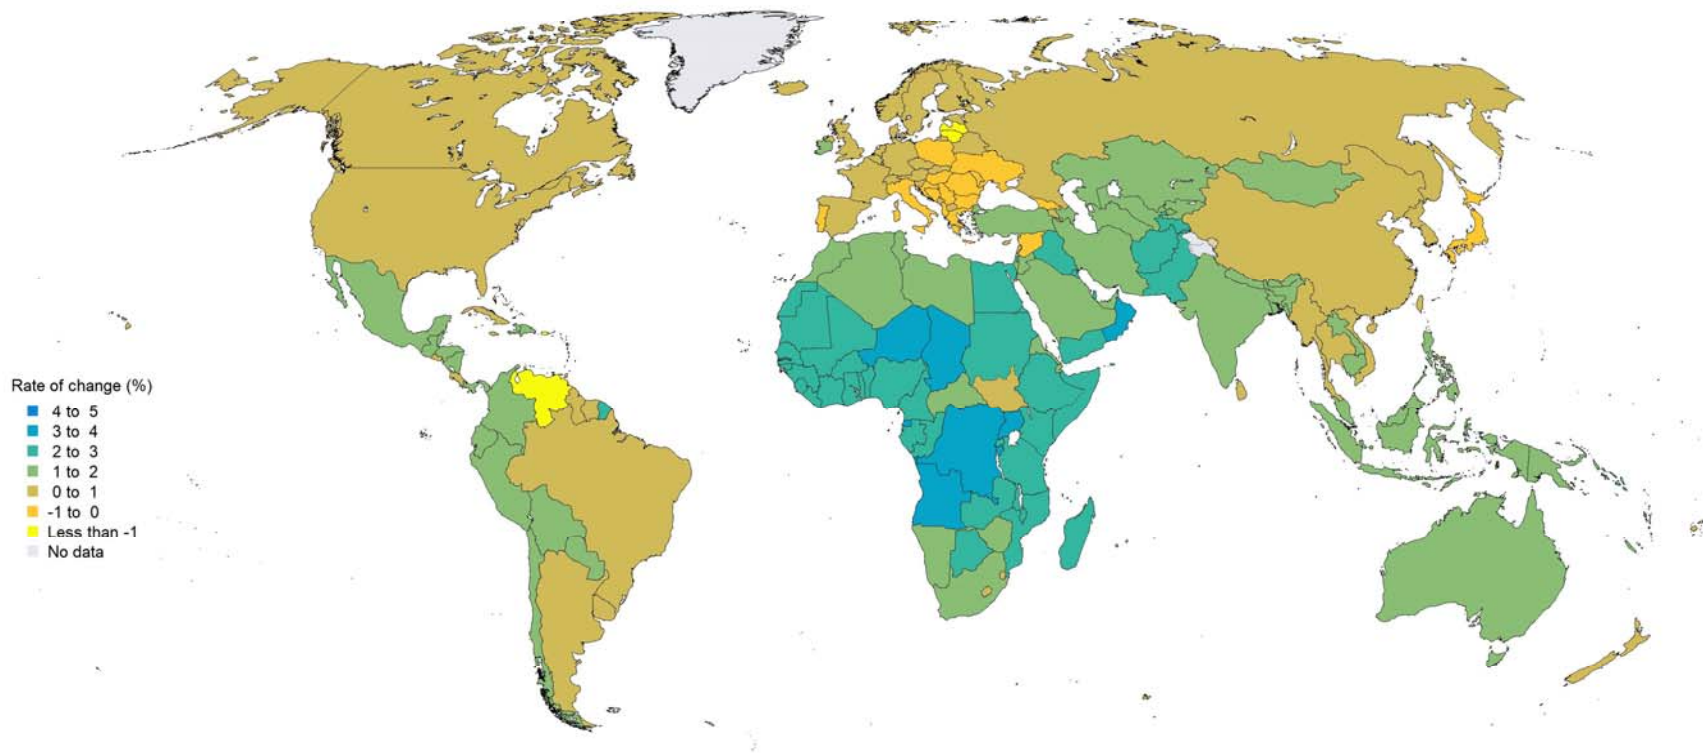 Rate of change (%)
4 to 5
3 to 4
2 to 3
1 to 2
0 to 1
-1 to 0
Less than -1
No data